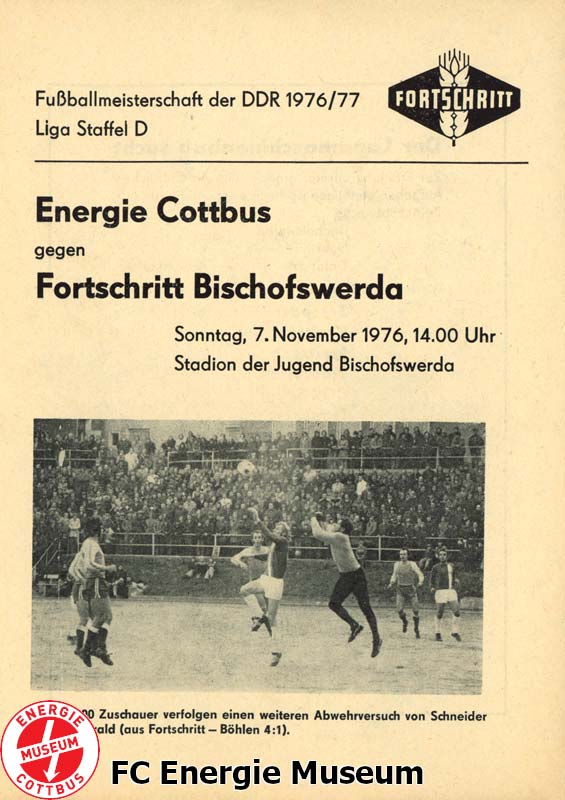 Fußballmeisterschaft der DDR 1976/77
Liga Staffel D
FORTSCHRITT
Energie Cottbus
gegen
Fortschritt Bischofswerda
Sonntag, 7. November 1976, 14.00 Uhr
Stadion der Jugend Bischofswerda
00 Zuschauer verfolgen einen weiteren Abwehrversuch von Schneider
ald (aus Fortschritt – Böhlen 4:1).
ENERGIE
MUSEUM
COTTBUS
FC Energie Museum